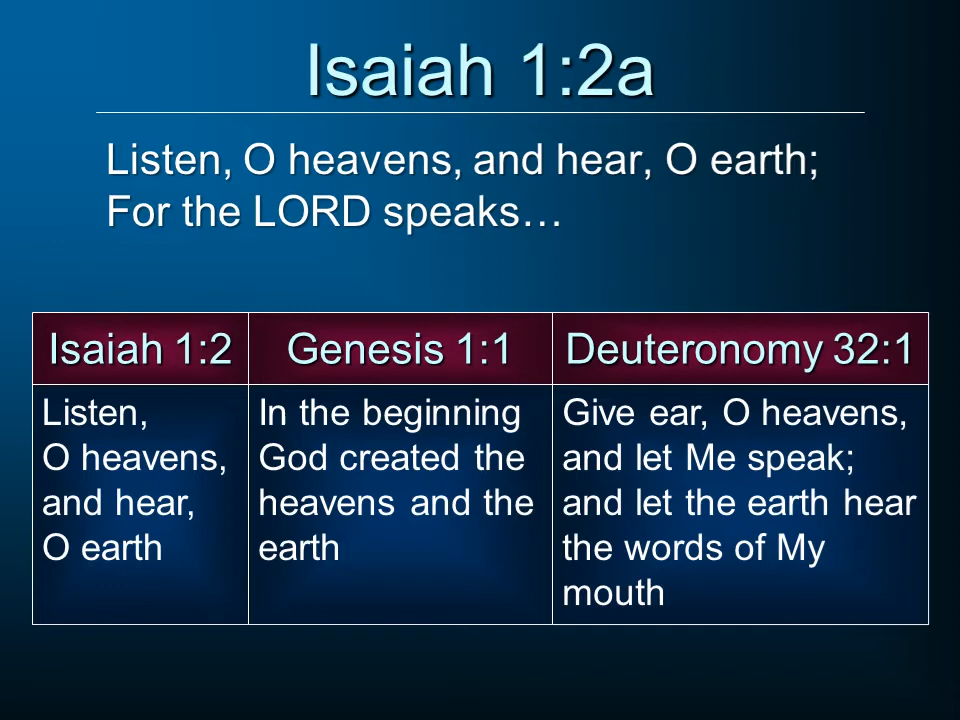 Isaiah 1:2a
Listen, O heavens, and hear, O earth;
For the LORD speaks…
Isaiah 1:2
Genesis 1:1
Deuteronomy 32:1
Listen,
O heavens,
and hear,
O earth
In the beginning
God created the
heavens and the
earth
Give ear, O heavens,
and let Me speak;
and let the earth hear
the words of My
mouth